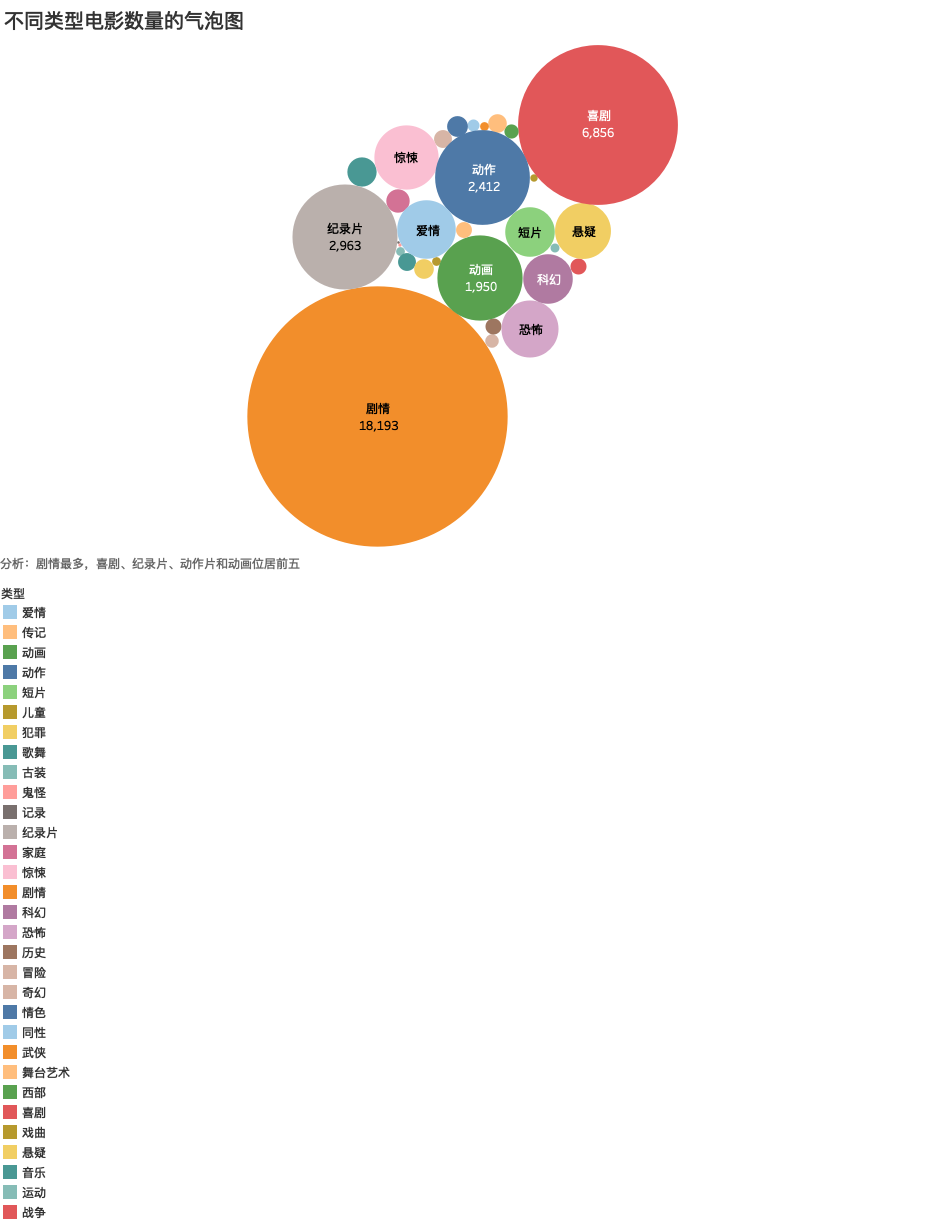 不同类型电影数量的气泡图
喜剧
6,856
惊悚
动作
2,412
纪录片
2,963
爱情
短片
悬疑
动画
1,950
科幻
恐怖
剧情
18,193
分析：剧情最多，喜剧、纪录片、动作片和动画位居前五
类型
爱情
传记
动画
动作
短片
儿童
犯罪
歌舞
古装
鬼怪
记录
纪录片
家庭
惊悚
剧情
科幻
恐怖
历史
冒险
奇幻
情色
同性
武侠
舞台艺术
西部
喜剧
戏曲
悬疑
音乐
运动
战争